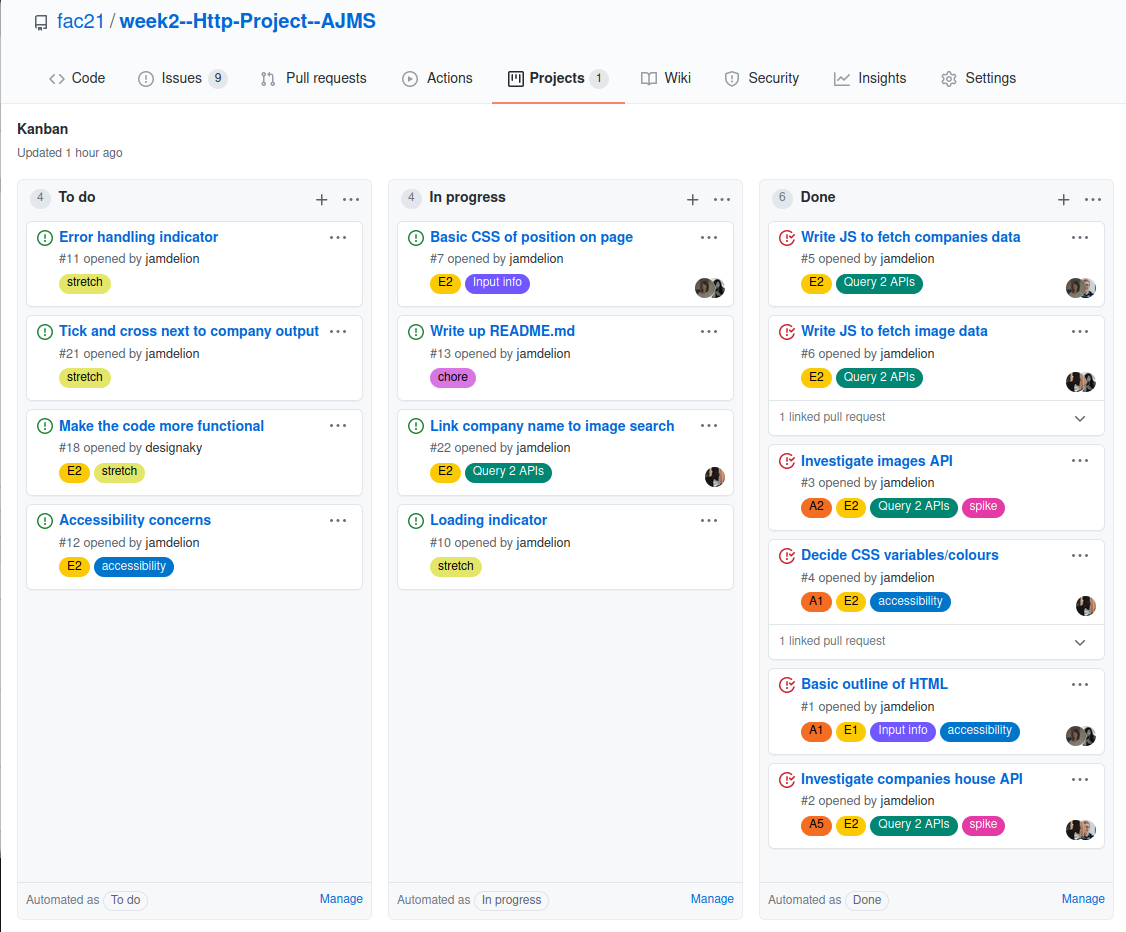 fac21 / week2--Http-Project--AJMS
Code Issues 9 Pull requests Actions Projects 1 Wiki Security Insights Settings
Kanban
Updated 1 hour ago
4 To do
Error handling indicator
#11 opened by jamdelion
stretch
Tick and cross next to company output
#21 opened by jamdelion
stretch
Make the code more functional
#18 opened by designaky
E2 stretch
Accessibility concerns
#12 opened by jamdelion
E2 accessibility
Automated as To do Manage
4 In progress
Basic CSS of position on page
#7 opened by jamdelion
E2 Input info
Write up README.md
#13 opened by jamdelion
chore
Link company name to image search
#22 opened by jamdelion
E2 Query 2 APIs
Loading indicator
#10 opened by jamdelion
stretch
Automated as In progress Manage
6 Done
Write JS to fetch companies data
#5 opened by jamdelion
E2 Query 2 APIs
Write JS to fetch image data
#6 opened by jamdelion
E2 Query 2 APIs
1 linked pull request
Investigate images API
#3 opened by jamdelion
A2 E2 Query 2 APIs spike
Decide CSS variables/colours
#4 opened by jamdelion
A1 E2 accessibility
1 linked pull request
Basic outline of HTML
#1 opened by jamdelion
A1 E1 Input info accessibility
Investigate companies house API
#2 opened by jamdelion
A5 E2 Query 2 APIs spike
Automated as Done Manage